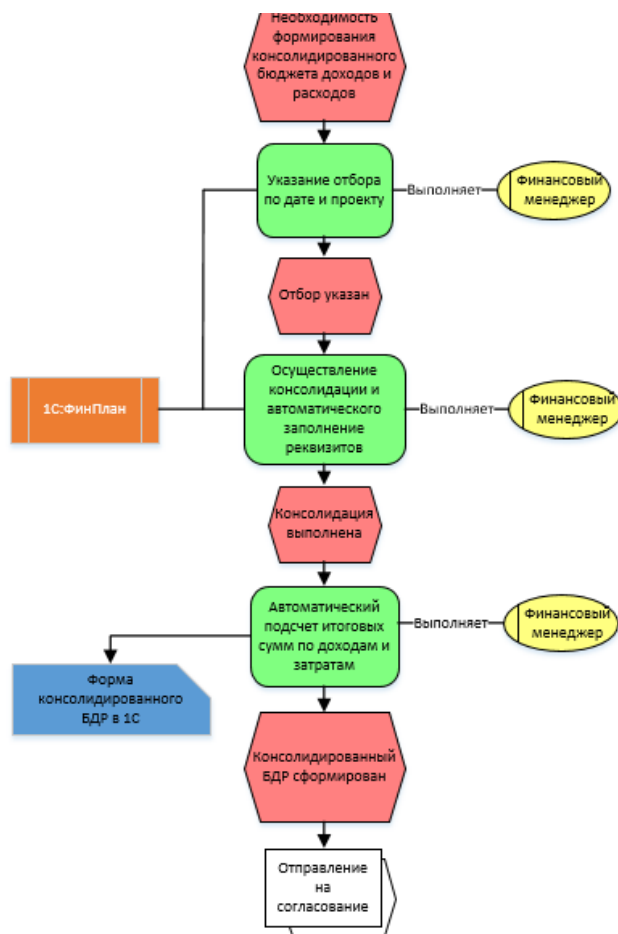 Необходимость
формирования
консолидированного
бюджета доходов и
расходов
Указание отбора
по дате и проекту
Выполняет
Финансовый
менеджер
Отбор указан
1С:ФинПлан
Осуществление
консолидации и
автоматического
заполнение
реквизитов
Выполняет
Финансовый
менеджер
Консолидация
выполнена
Автоматический
подсчет итоговых
сумм по доходам и
затратам
Выполняет
Финансовый
менеджер
Форма
консолидированного
БДР в 1С
Консолидированный
БДР сформирован
Отправление
на
согласование